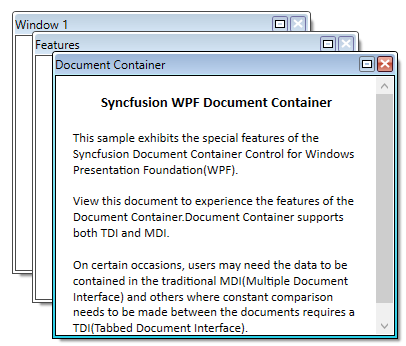 Window 1
Features
Document Container
Syncfusion WPF Document Container
This sample exhibits the special features of the
Syncfusion Document Container Control for Windows
Presentation Foundation(WPF).
View this document to experience the features of the
Document Container.Document Container supports
both TDI and MDI.
On certain occasions, users may need the data to be
contained in the traditional MDI(Multiple Document
Interface) and others where constant comparison
needs to be made between the documents requires a
TDI(Tabbed Document Interface).